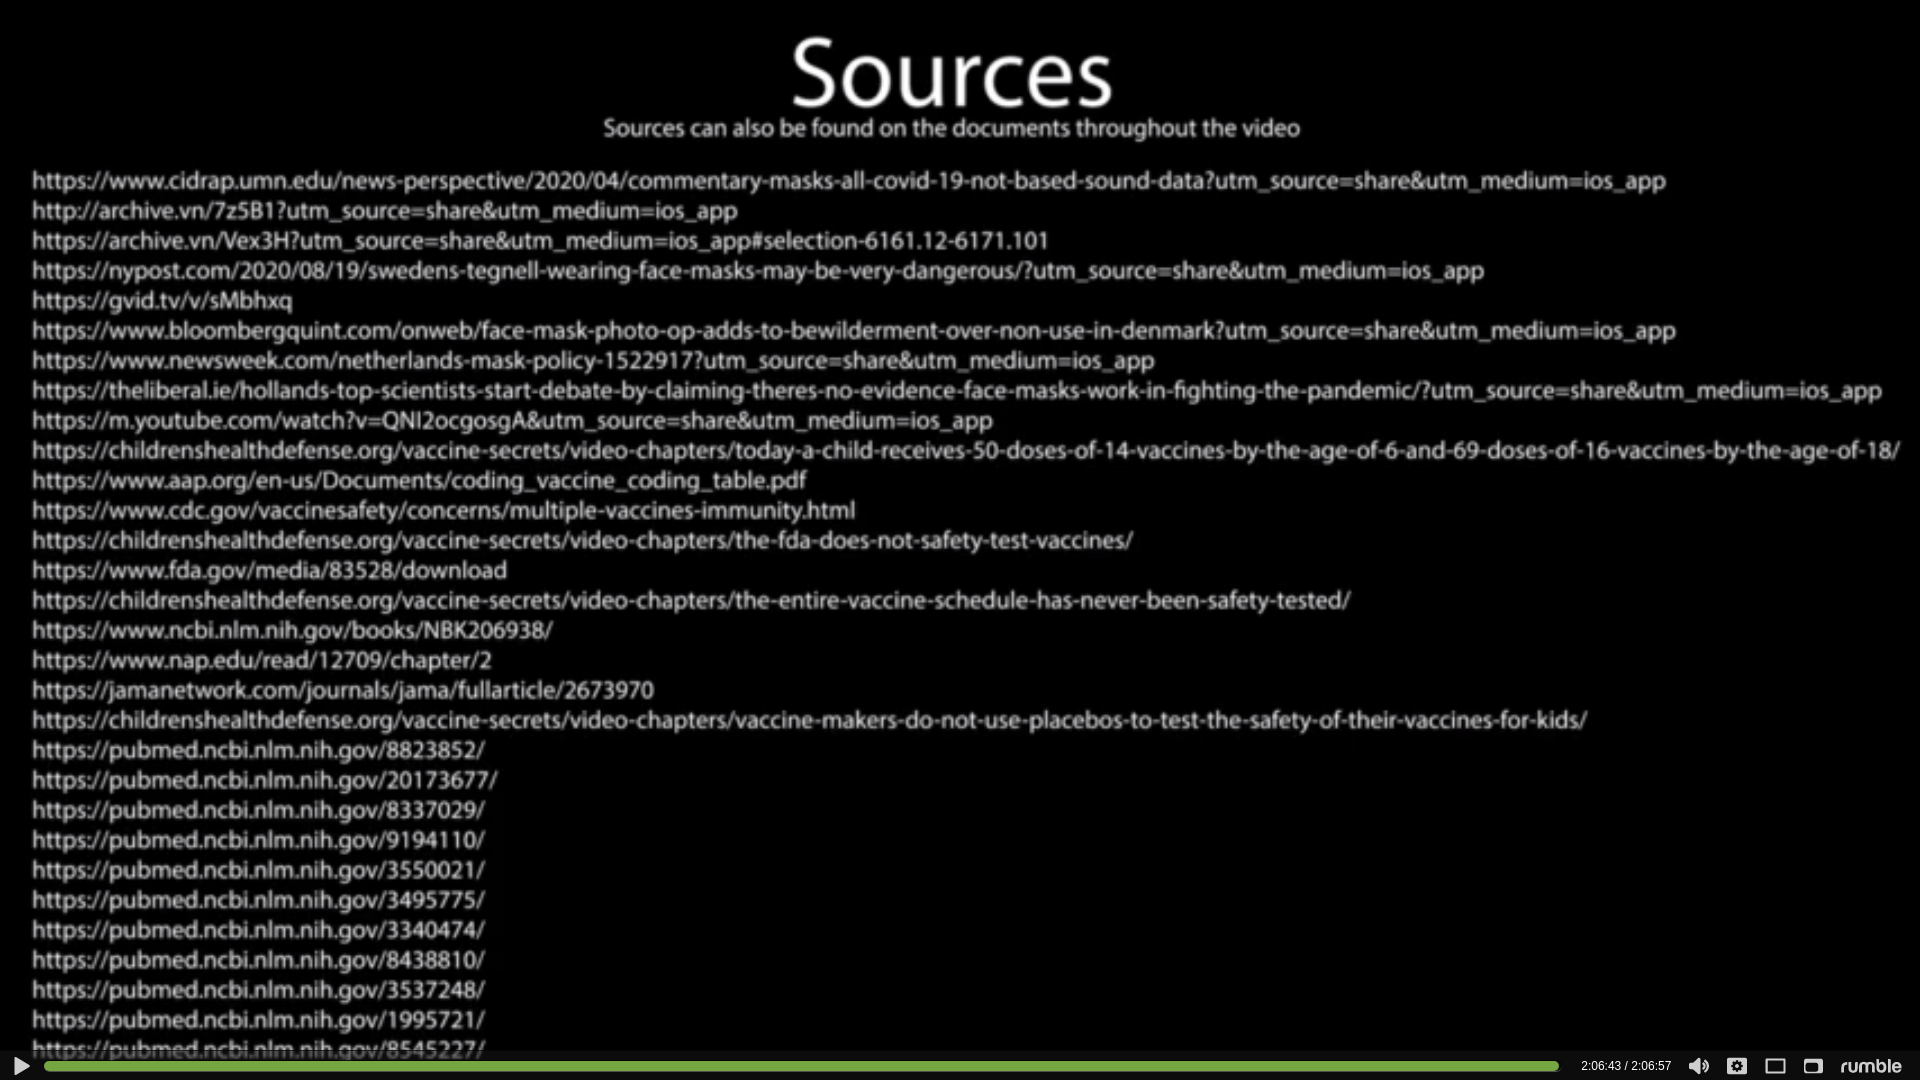 Sources
Sources can also be found on the documents throughout the video
https://www.cidrap.umn.edu/news-perspective/2020/04/commentary-masks-all-covid-19-not-based-sound-data?utm_source=share&utm_medium=ios_app
http://archive.vn/7z5B1?utm_source=share&utm_medium=ios_app
https://archive.vn/Vex3H?utm_source=share&utm_medium=ios_app#selection-6161.12-6171.101
https://nypost.com/2020/08/19/swedens-tegnell-wearing-face-masks-may-be-very-dangerous/?utm_source=share&utm_medium=ios_app
https://gvid.tv/v/sMbhxq
https://www.bloombergquint.com/onweb/face-mask-photo-op-adds-to-bewilderment-over-non-use-in-denmark?utm_source=share&utm_medium=ios_app
https://www.newsweek.com/netherlands-mask-policy-1522917?utm_source=share&utm_medium=ios_app
https://theliberal.ie/hollands-top-scientists-start-debate-by-claiming-theres-no-evidence-face-masks-work-in-fighting-the-pandemic/?utm_source=share&utm_medium=ios_app
https://m.youtube.com/watch?v=QNI2ocgosgA&utm_source=share&utm_medium=ios_app
https://childrenshealthdefense.org/vaccine-secrets/video-chapters/today-a-child-receives-50-doses-of-14-vaccines-by-the-age-of-6-and-69-doses-of-16-vaccines-by-the-age-of-18/
https://www.aap.org/en-us/Documents/coding_vaccine_coding_table.pdf
https://www.cdc.gov/vaccinesafety/concerns/multiple-vaccines-immunity.html
https://childrenshealthdefense.org/vaccine-secrets/video-chapters/the-fda-does-not-safety-test-vaccines/
https://www.fda.gov/media/83528/download
https://childrenshealthdefense.org/vaccine-secrets/video-chapters/the-entire-vaccine-schedule-has-never-been-safety-tested/
https://www.ncbi.nlm.nih.gov/books/NBK206938/
https://www.nap.edu/read/12709/chapter/2
https://jamanetwork.com/journals/jama/fullarticle/2673970
https://childrenshealthdefense.org/vaccine-secrets/video-chapters/vaccine-makers-do-not-use-placebos-to-test-the-safety-of-their-vaccines-for-kids/
https://pubmed.ncbi.nlm.nih.gov/8823852/
https://pubmed.ncbi.nlm.nih.gov/20173677/
https://pubmed.ncbi.nlm.nih.gov/8337029/
https://pubmed.ncbi.nlm.nih.gov/9194110/
https://pubmed.ncbi.nlm.nih.gov/3550021/
https://pubmed.ncbi.nlm.nih.gov/3495775/
https://pubmed.ncbi.nlm.nih.gov/3340474/
https://pubmed.ncbi.nlm.nih.gov/8438810/
https://pubmed.ncbi.nlm.nih.gov/3537248/
https://pubmed.ncbi.nlm.nih.gov/1995721/
https://pubmed.ncbi.nlm.nih.gov/8545227/
2:06:43 / 2:06:57
rumble